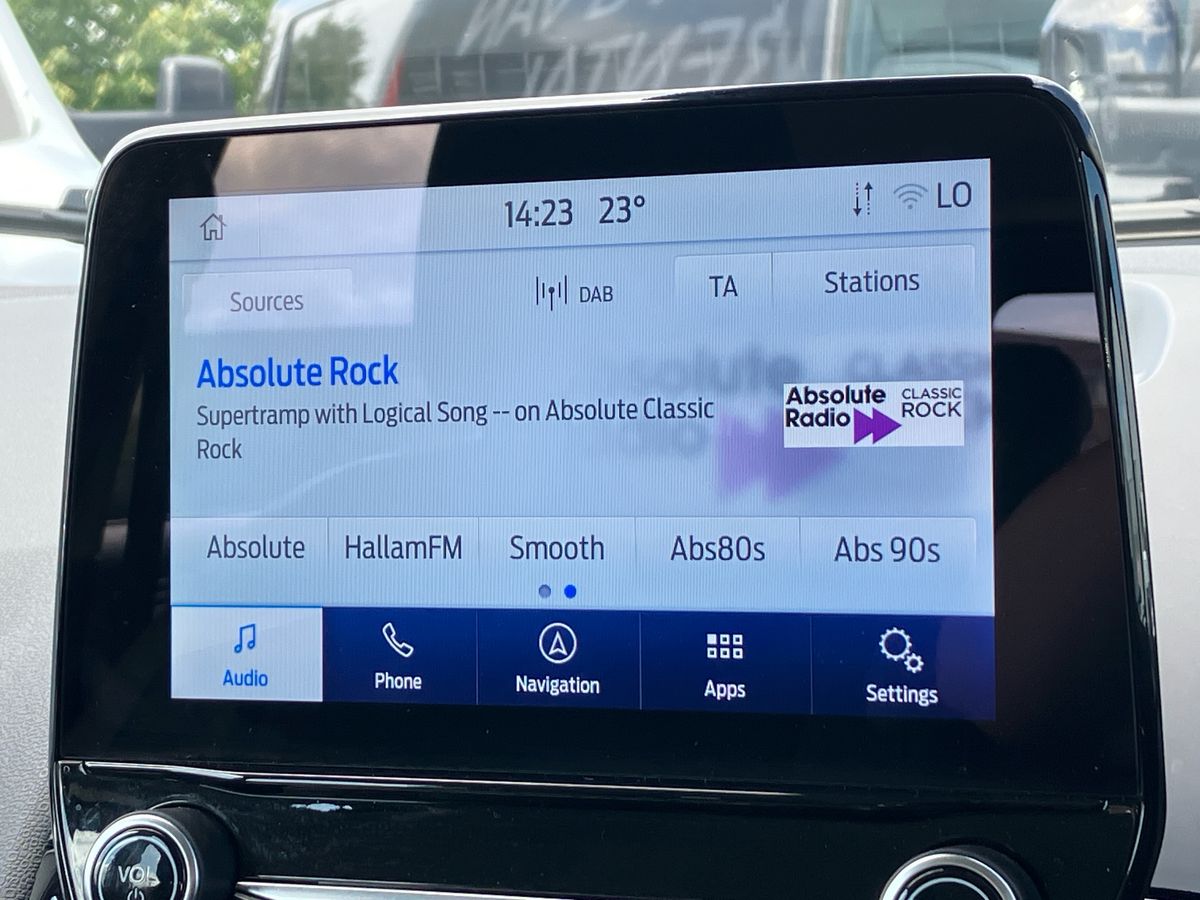 14:23 23° LO
Sources DAB TA Stations
Absolute Rock
Supertramp with Logical Song -- on Absolute Classic
Rock
Absolute CLASSIC
Radio ROCK
Absolute HallamFM Smooth Abs80s Abs 90s
Audio Phone Navigation Apps Settings
VOL